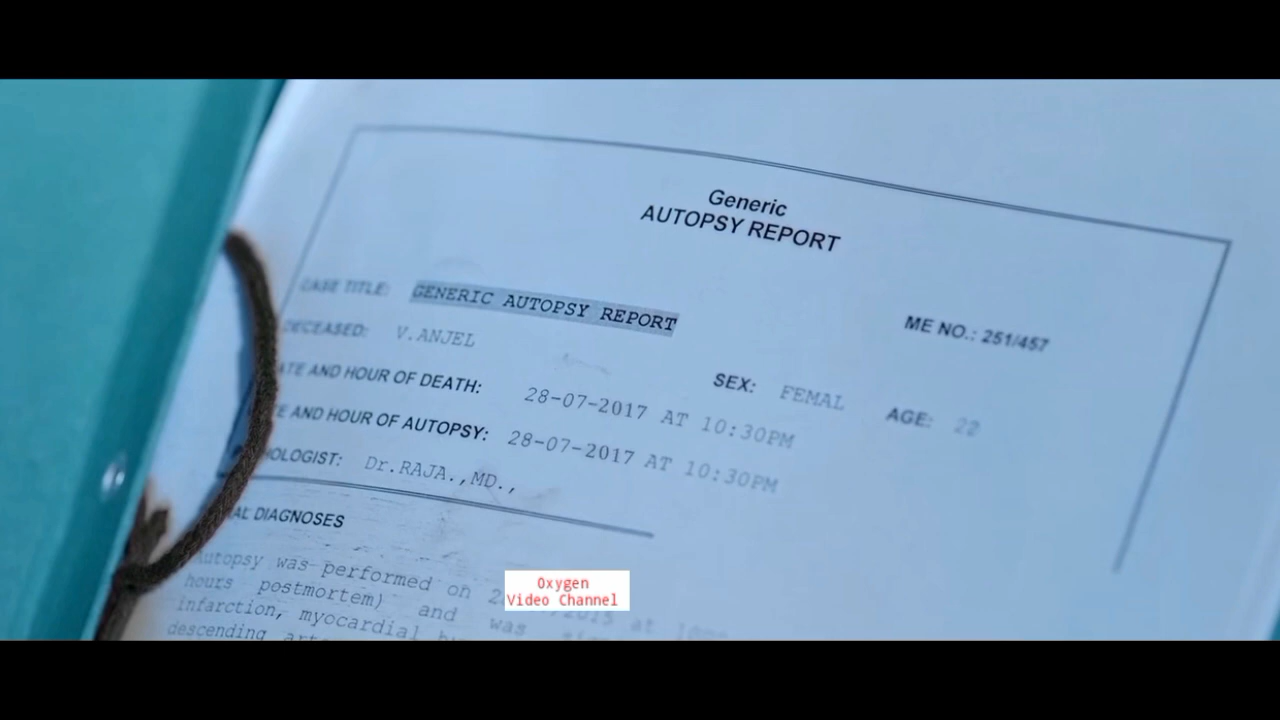 Generic
AUTOPSY REPORT
CASE TITLE: GENERIC AUTOPSY REPORT
ME NO.: 251/457
DECEASED: V.ANJEL
SEX: FEMAL AGE: 22
ATE AND HOUR OF DEATH: 28-07-2017 AT 10:30PM
TE AND HOUR OF AUTOPSY: 28-07-2017 AT 10:30PM
HOLOGIST: Dr.RAJA.,MD.,
AL DIAGNOSES
Autopsy was performed on
hours postmortem) and was
infarction, myocardial
descending
Oxygen
Video Channel